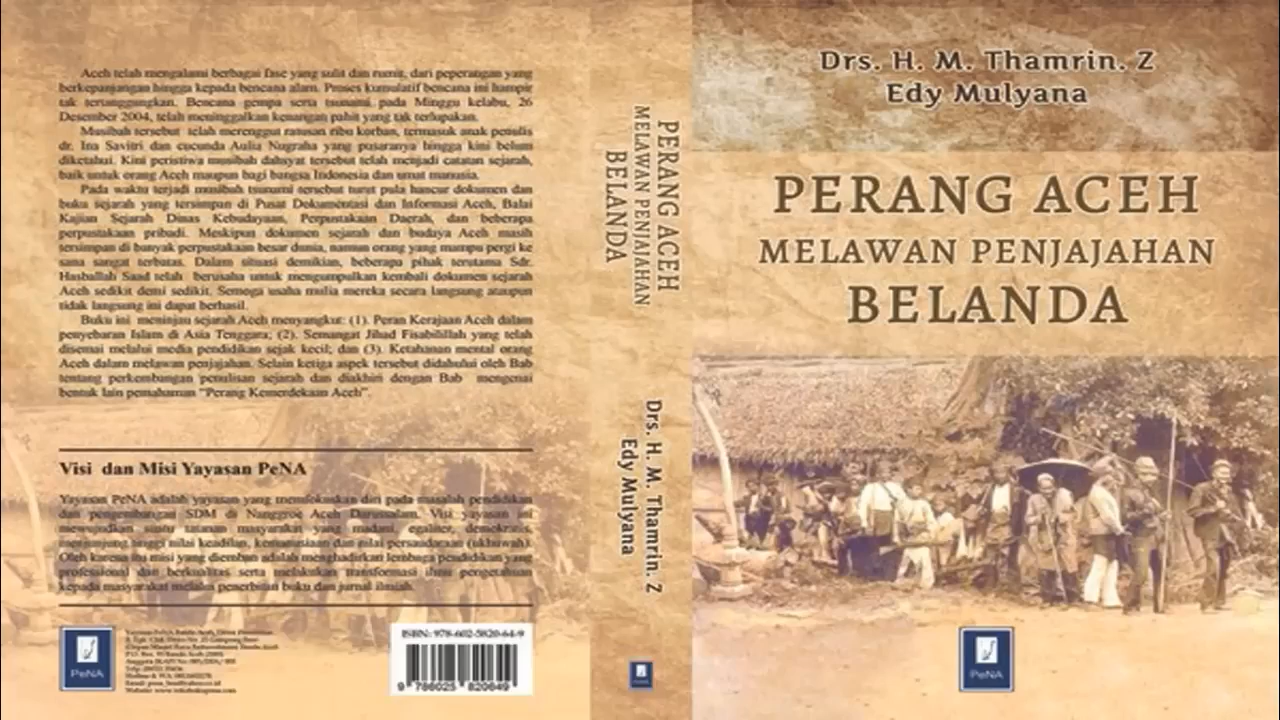 Aceh telah mengalami berbagai fase yang sulit dan rumit, dari peperangan yang
berkepanjangan hingga kepada bencana alam. Proses kumulatif bencana ini hampir
tak tertanggungkan. Bencana gempa serta tsunami pada Minggu kelabu, 26
Desember 2004, telah meninggalkan kenangan pahit yang tak terlupakan.
Musibah tersebut telah merenggut ratusan ribu korban, termasuk anak penulis
dr. Ina Savitri dan cucunda Aulia Nugraha yang pusaranya hingga kini belum
diketahui. Kini peristiwa musibah dahsyat tersebut telah menjadi catatan sejarah,
baik untuk orang Aceh maupun bagi bangsa Indonesia dan umat manusia.
Pada waktu terjadi musibah tsunami tersebut turut pula hancur dokumen dan
buku sejarah yang tersimpan di Pusat Dokumentasi dan Informasi Aceh, Balai
Kajian Sejarah Dinas Kebudayaan, Perpustakaan Daerah, dan beberapa
perpustakaan pribadi. Meskipun dokumen sejarah dan budaya Aceh masih
tersimpan di banyak perpustakaan besar dunia, namun orang yang mampu pergi ke
sana sangat terbatas. Dalam situasi demikian, beberapa pihak terutama Sdr.
Hasballah Saad telah berusaha untuk mengumpulkan kembali dokumen sejarah
Aceh sedikit demi sedikit. Semoga usaha mulia mereka secara langsung ataupun
tidak langsung ini dapat berhasil.
Buku ini meninjau sejarah Aceh menyangkut: (1). Peran Kerajaan Aceh dalam
penyebaran Islam di Asia Tenggara; (2). Semangat Jihad Fisabilillah yang telah
disemai melalui media pendidikan sejak kecil; dan (3). Ketahanan mental orang
Aceh dalam melawan penjajahan. Selain ketiga aspek tersebut didahului oleh Bab
tentang perkembangan penulisan sejarah dan diakhiri dengan Bab mengenai
bentuk lain pemahaman "Perang Kemerdekaan Aceh".
Visi dan Misi Yayasan PeNA
Yayasan PeNA adalah yayasan yang memfokuskan diri pada masalah pendidikan
dan pengembangan SDM di Nanggroe Aceh Darussalam. Visi yayasan ini
mewujudkan suatu tatanan masyarakat yang madani, egaliter, demokratis,
menjunjung tinggi nilai keadilan, kemanusiaan dan nilai persaudaraan (ukhuwah).
Oleh karena itu misi yang diemban adalah menghadirkan lembaga pendidikan yang
professional dan berkualitas serta melakukan transformasi ilmu pengetahuan
kepada masyarakat melalui penerbitan buku dan jurnal ilmiah.
PeNA
ISBN: 978-602-5820-64-9
9 786025 820649
PERANG ACEH
MELAWAN PENJAJAHAN
BELANDA
Drs. H. M. Thamrin. Z
Edy Mulyana
PeNA
Drs. H. M. Thamrin. Z
Edy Mulyana
PERANG ACEH
MELAWAN PENJAJAHAN
BELANDA
PeNA